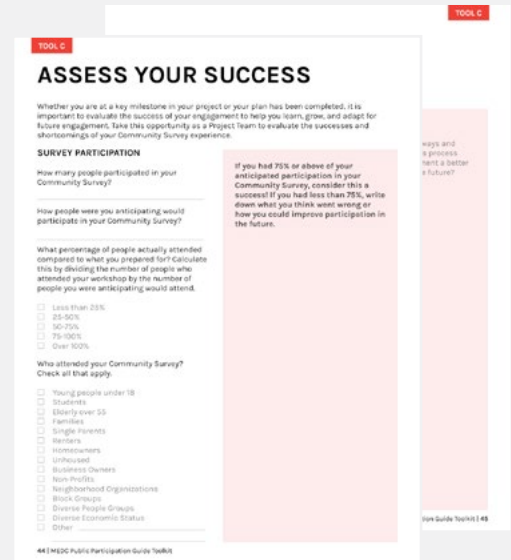 TOOL C
TOOL C
ASSESS YOUR SUCCESS
Whether you are at a key milestone in your project or your plan has been completed, it is
important to evaluate the success of your engagement to help you learn, grow, and adapt for
future engagement. Take this opportunity as a Project Team to evaluate the successes and
shortcomings of your Community Survey experience.
SURVEY PARTICIPATION
How many people participated in your
Community Survey?
How people were you anticipating would
participate in your Community Survey?
What percentage of people actually attended
compared to what you prepared for? Calculate
this by dividing the number of people who
attended your workshop by the number of
people you were anticipating would attend.
Less than 25%
25-50%
50-75%
75-100%
Over 100%
Who attended your Community Survey?
Check all that apply.
Young people under 18
Students
Elderly over 55
Families
Single Parents
Renters
Homeowners
Unhoused
Business Owners
Non-Profits
Neighborhood Organizations
Block Groups
Diverse People Groups
Diverse Economic Status
Other
If you had 75% or above of your
anticipated participation in your
Community Survey, consider this a
success! If you had less than 75%, write
down what you think went wrong or
how you could improve participation in
the future.
44 | MEDC Public Participation Guide Toolkit
ways and
s process
ment a better
e future?
tion Guide Toolkit | 45